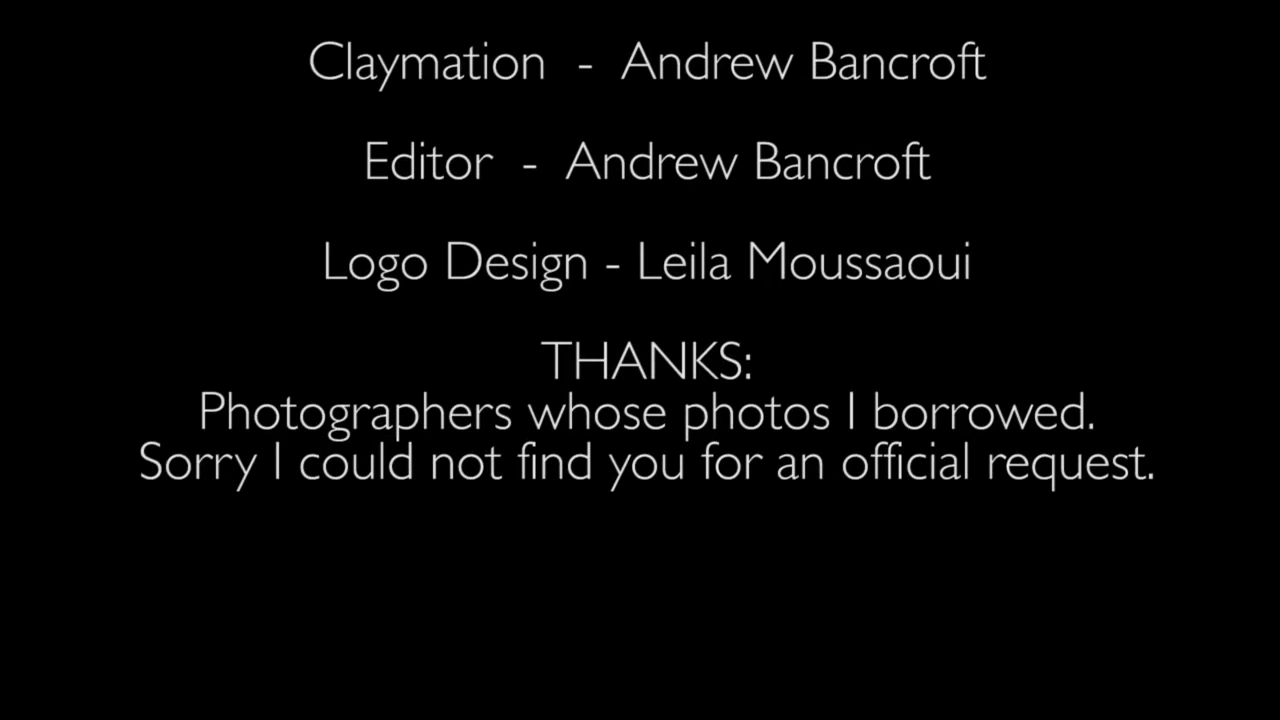 Claymation - Andrew Bancroft
Editor - Andrew Bancroft
Logo Design - Leila Moussaoui
THANKS:
Photographers whose photos I borrowed.
Sorry I could not find you for an official request.